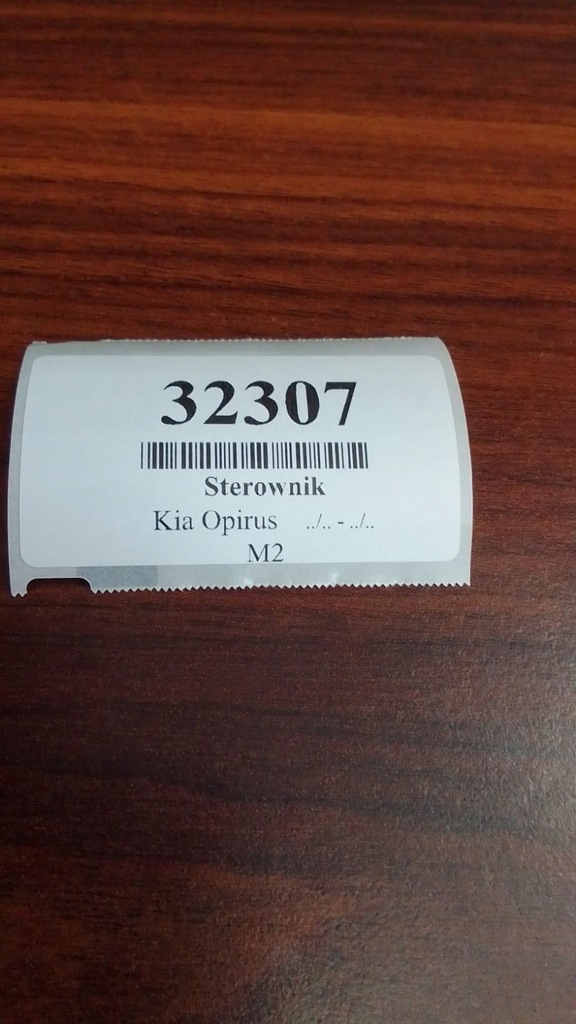 32307
Sterownik
Kia Opirus ../.. - ../..
M2